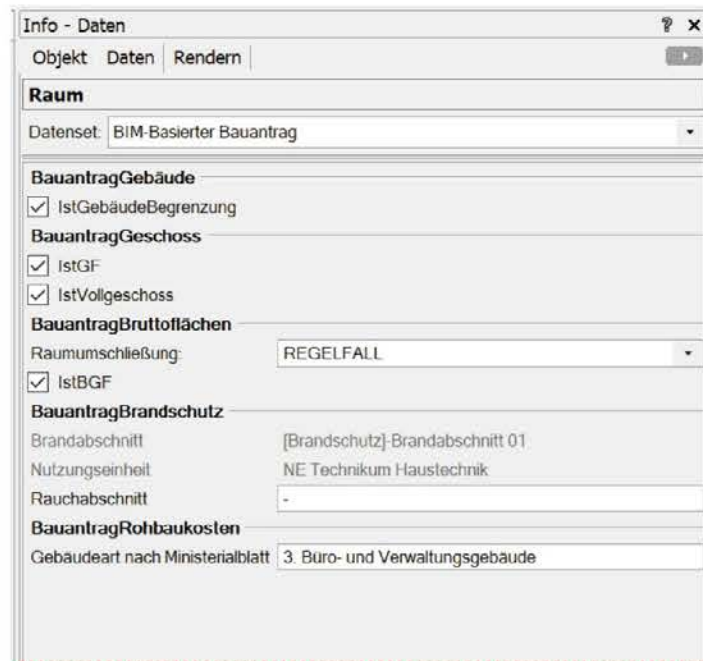 Info - Daten ? ×
Objekt Daten Rendern
Raum
Datenset: BIM-Basierter Bauantrag
BauantragGebäude
IstGebäudeBegrenzung
BauantragGeschoss
IstGF
IstVollgeschoss
BauantragBruttoflächen
Raumumschließung: REGELFALL
IstBGF
BauantragBrandschutz
Brandabschnitt [Brandschutz]-Brandabschnitt 01
Nutzungseinheit NE Technikum Haustechnik
Rauchabschnitt -
BauantragRohbaukosten
Gebäudeart nach Ministerialblatt 3. Büro- und Verwaltungsgebäude